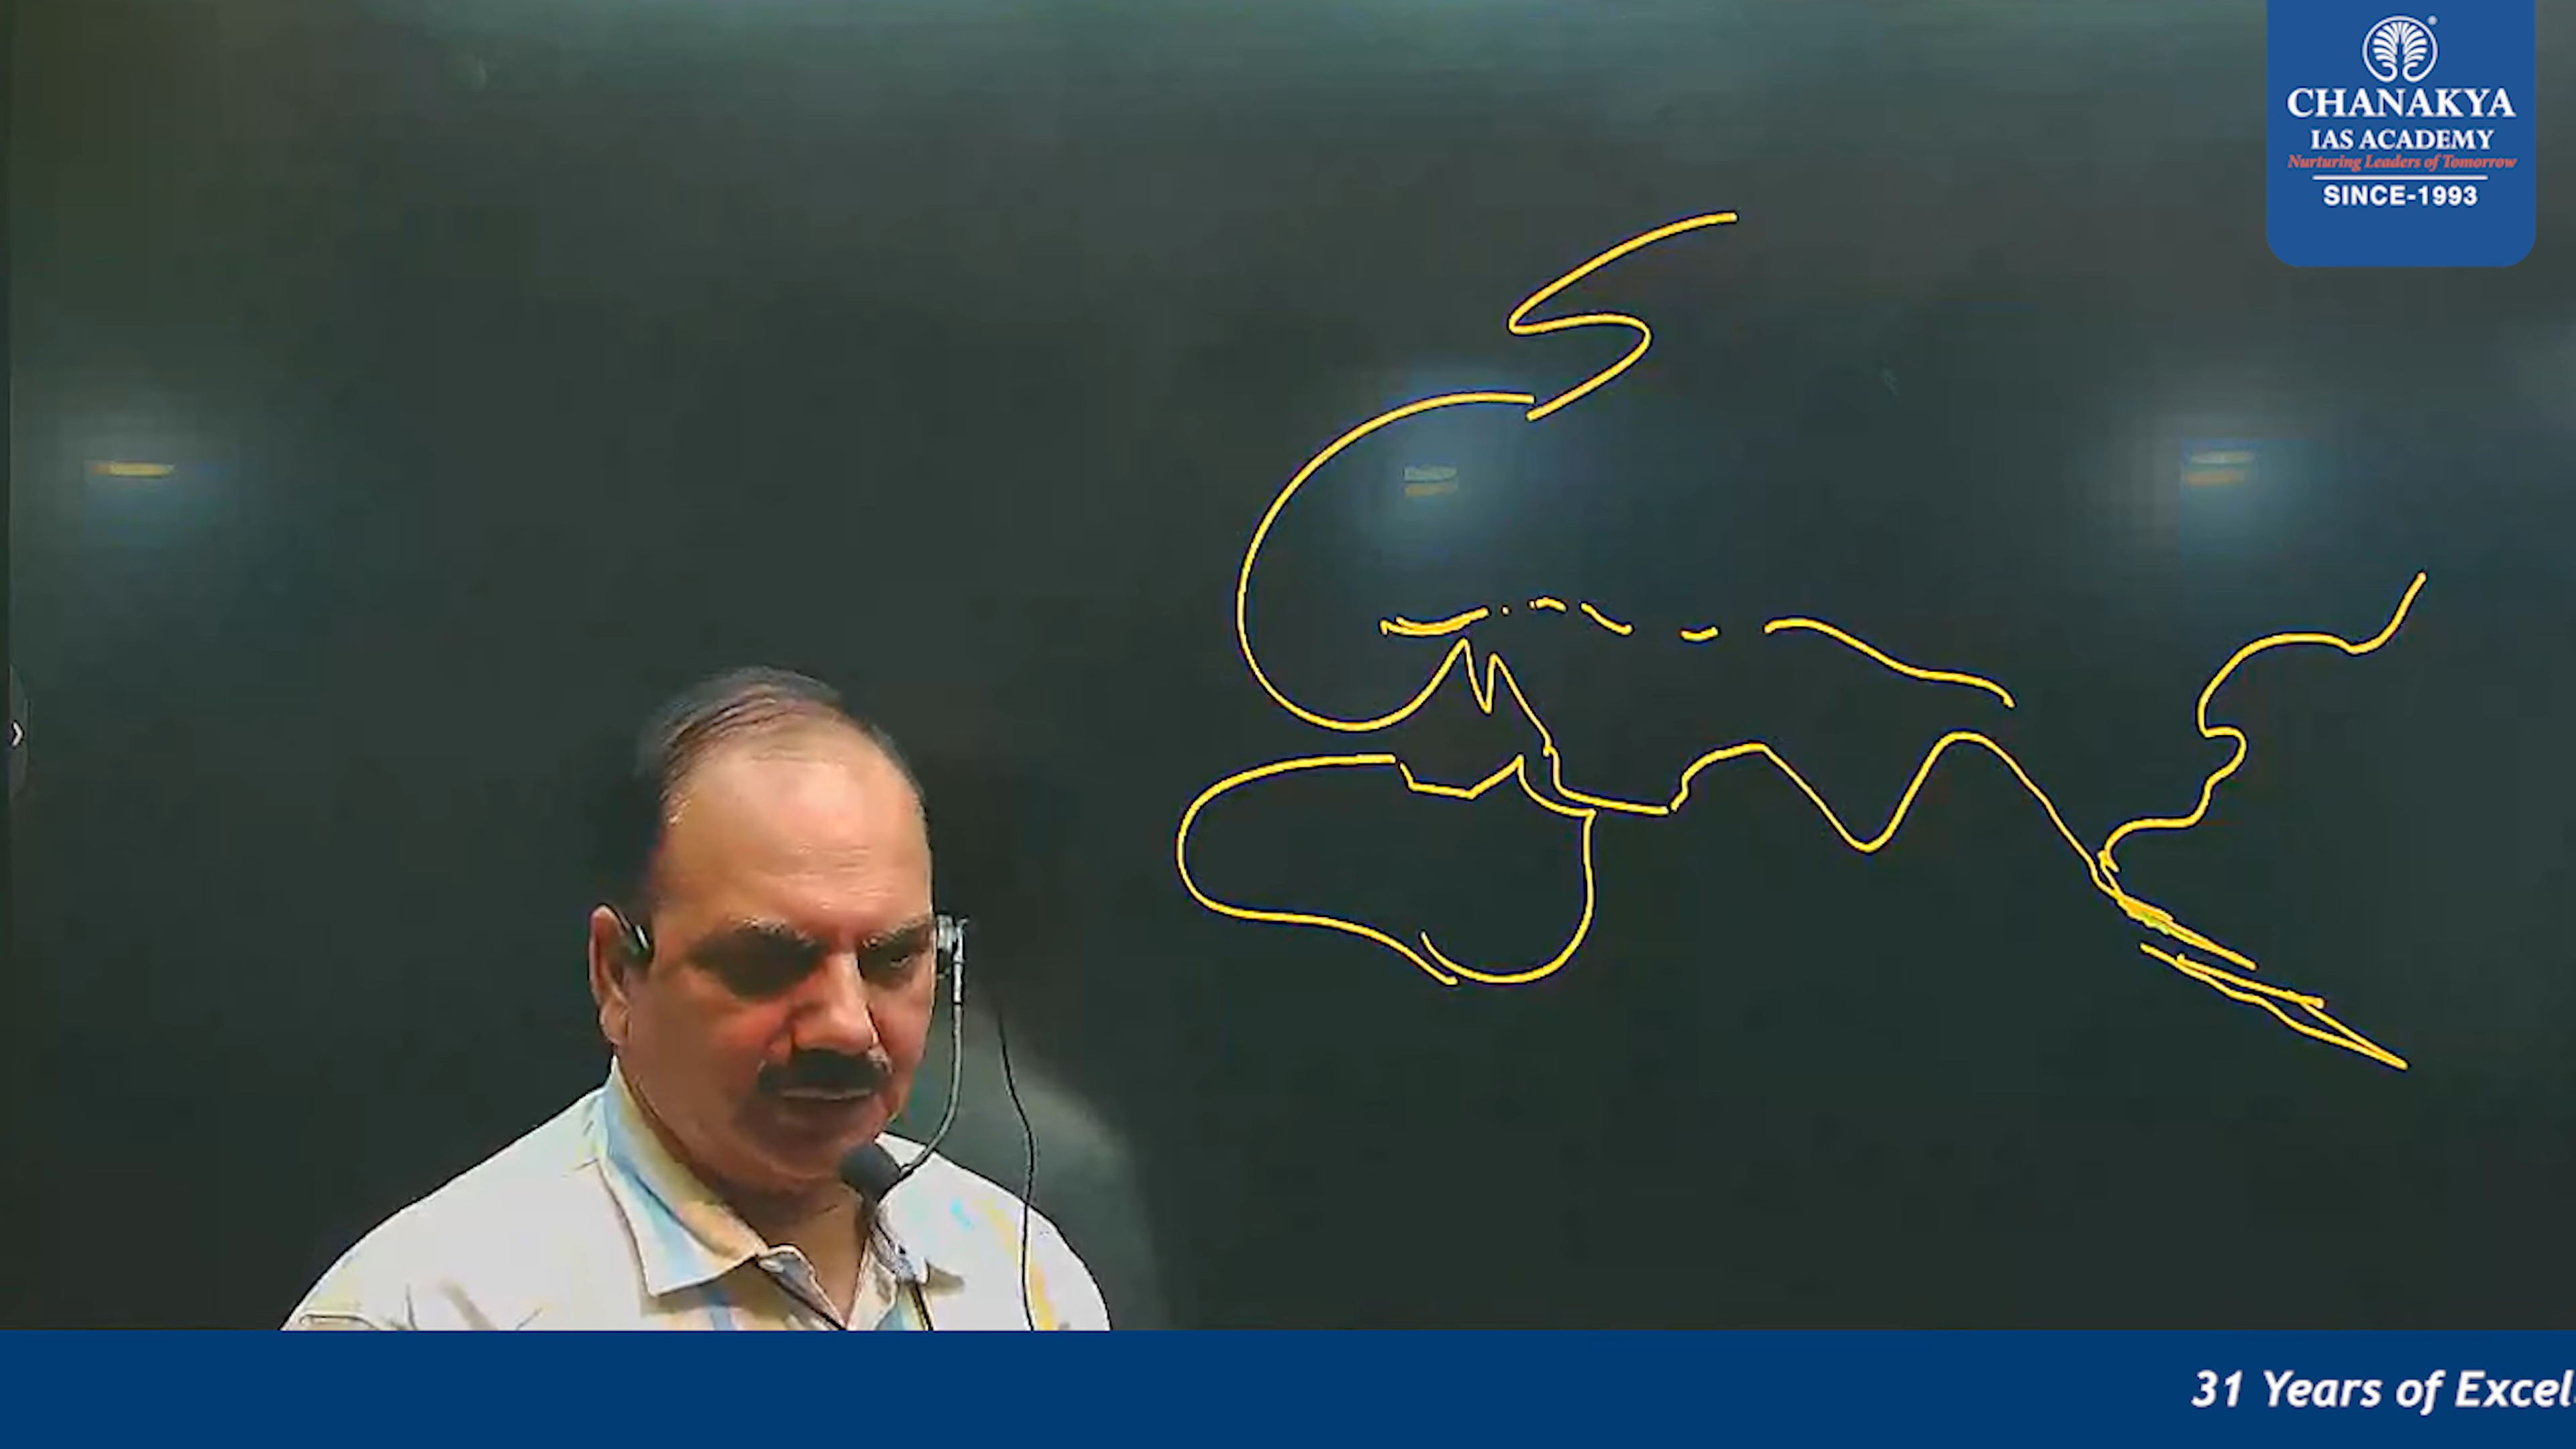 CHANAKYA
IAS ACADEMY
Nurturing Leaders of Tomorrow
SINCE-1993
31 Years of Excel